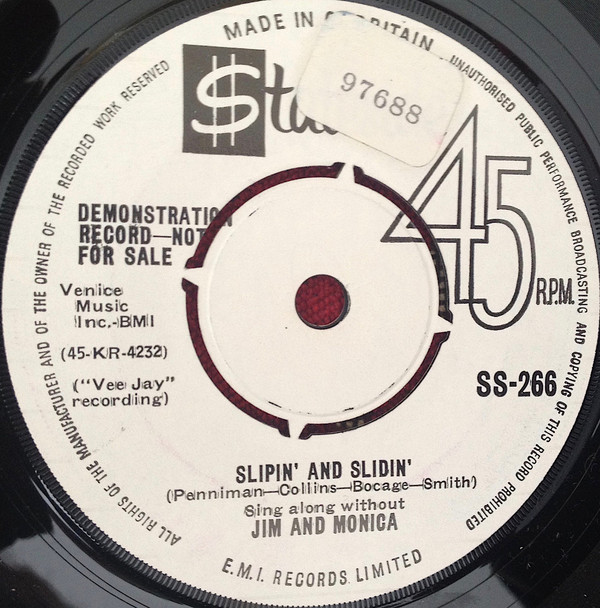 MADE IN G
BRITAIN
97688
$ta
45
R.P.M.
UNAUTHORISED PUBLIC PERFORMANCE BROADCASTING AND COPYING OF THIS RECORD PROHIBITED
ALL RIGHTS OF THE MANUFACTURER AND OF THE OWNER OF THE RECORDED WORK RESERVED
DEMONSTRATION
RECORD—NOT
FOR SALE
Venice
Music
Inc.-BMI
(45-KR-4232)
("Vee Jay"
recording)
SS-266
SLIPIN' AND SLIDIN'
(Penniman—Collins—Bocage—Smith)
Sing along without
JIM AND MONICA
E.M.I. RECORDS LIMITED